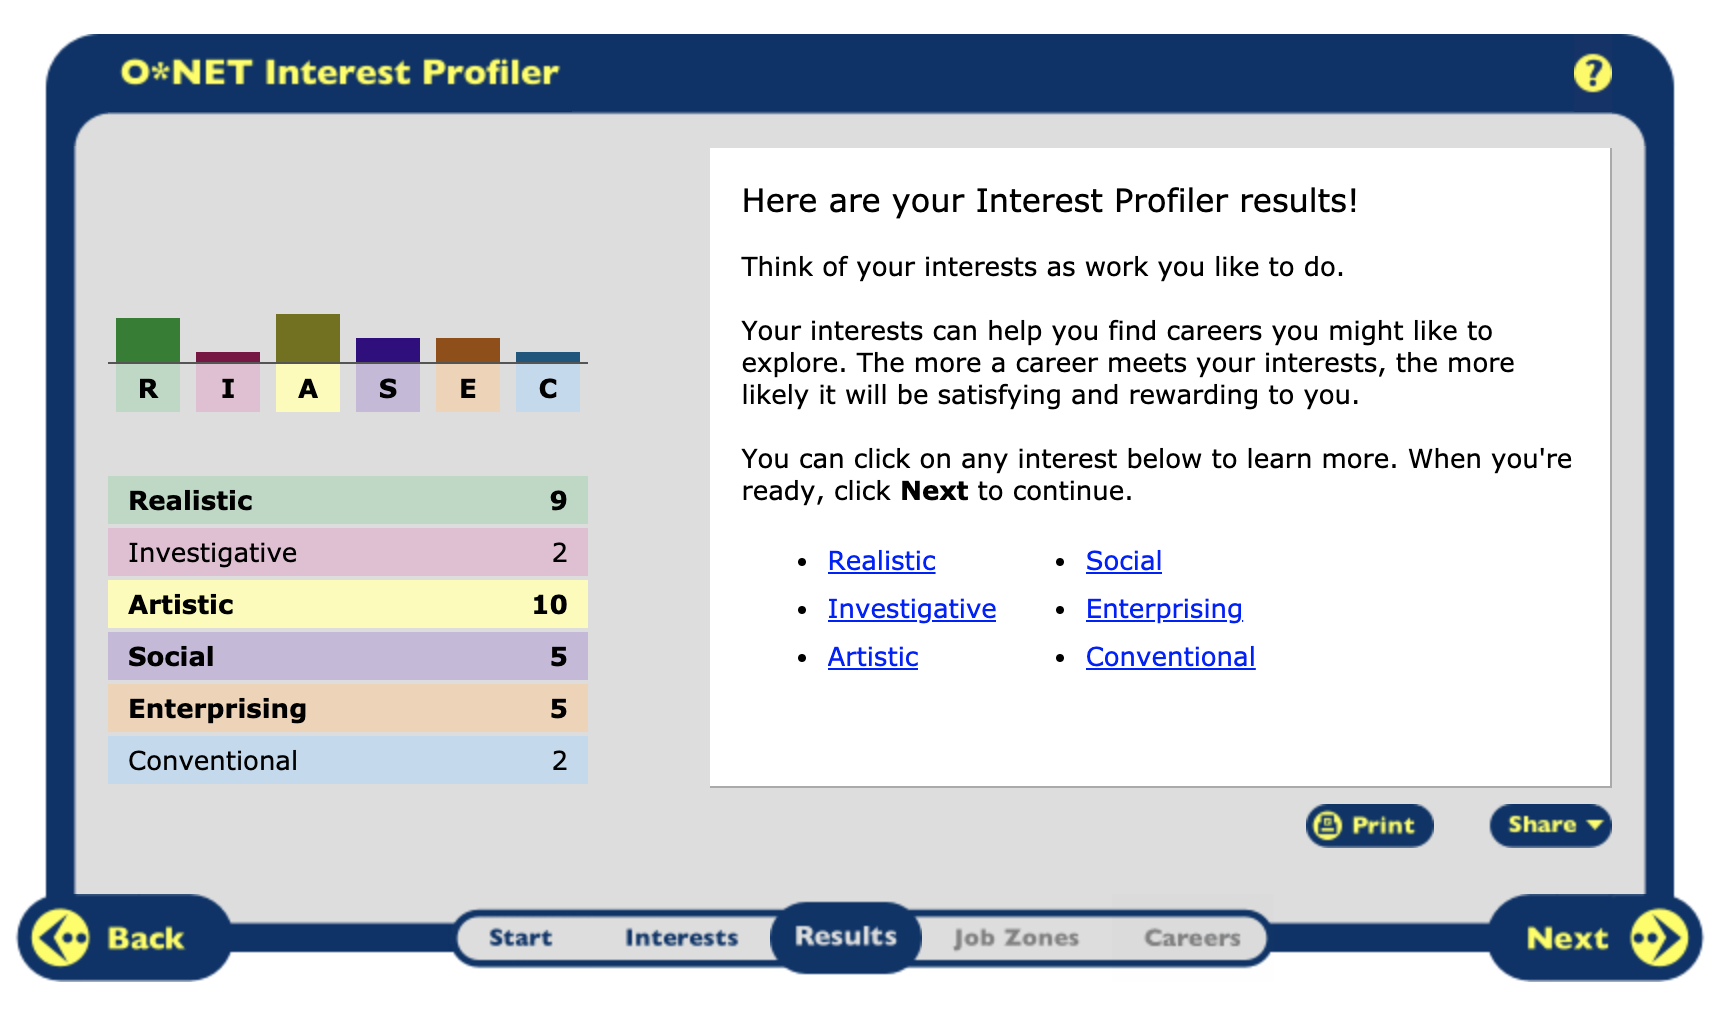 O*NET Interest Profiler
?
R I A S E C
Realistic 9
Investigative 2
Artistic 10
Social 5
Enterprising 5
Conventional 2
Here are your Interest Profiler results!
Think of your interests as work you like to do.
Your interests can help you find careers you might like to
explore. The more a career meets your interests, the more
likely it will be satisfying and rewarding to you.
You can click on any interest below to learn more. When you're
ready, click Next to continue.
• Realistic
• Investigative
• Artistic
• Social
• Enterprising
• Conventional
Print
Share
Back
Start Interests Results Job Zones Careers
Next